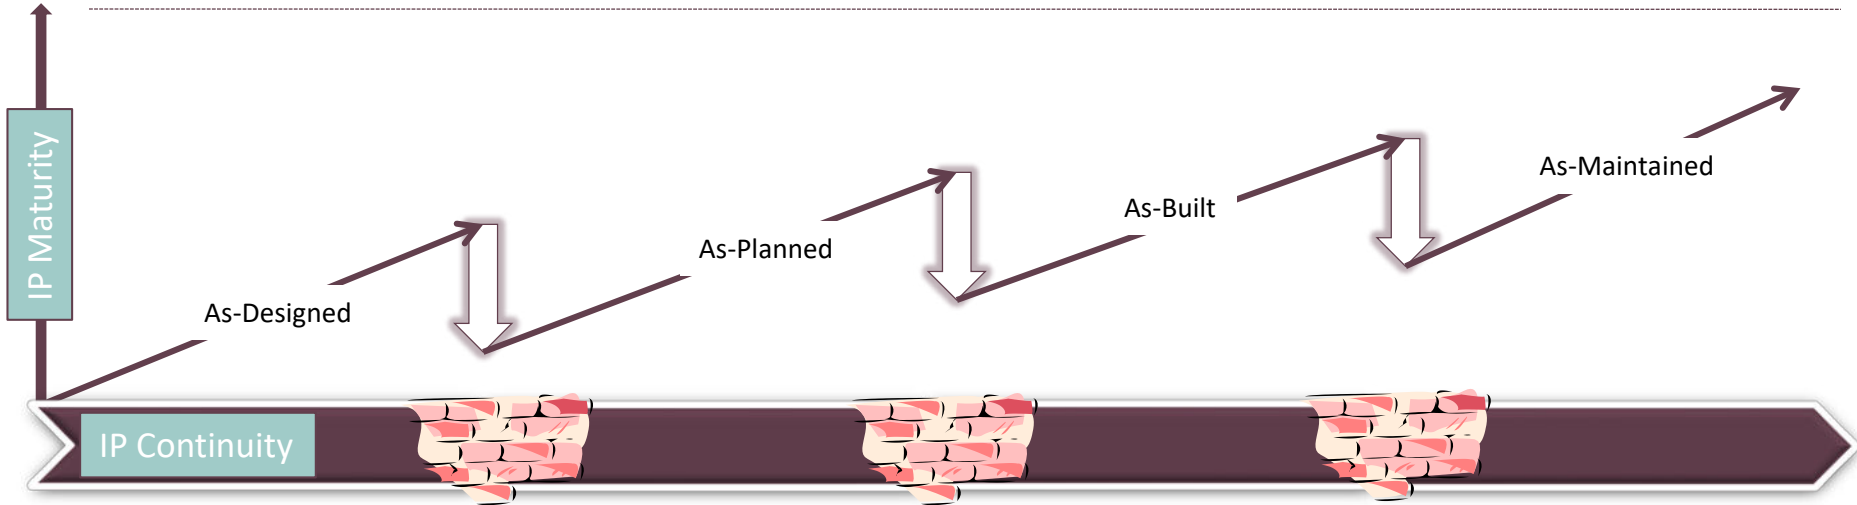 IP Maturity
As-Designed
As-Planned
As-Built
As-Maintained
IP Continuity